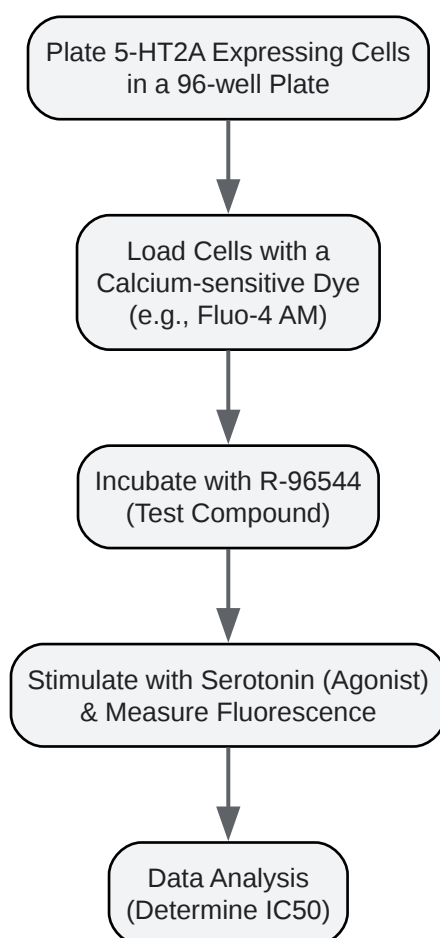 Plate 5-HT2A Expressing Cells
in a 96-well Plate
Load Cells with a
Calcium-sensitive Dye
(e.g., Fluo-4 AM)
Incubate with R-96544
(Test Compound)
Stimulate with Serotonin (Agonist)
& Measure Fluorescence
Data Analysis
(Determine IC50)